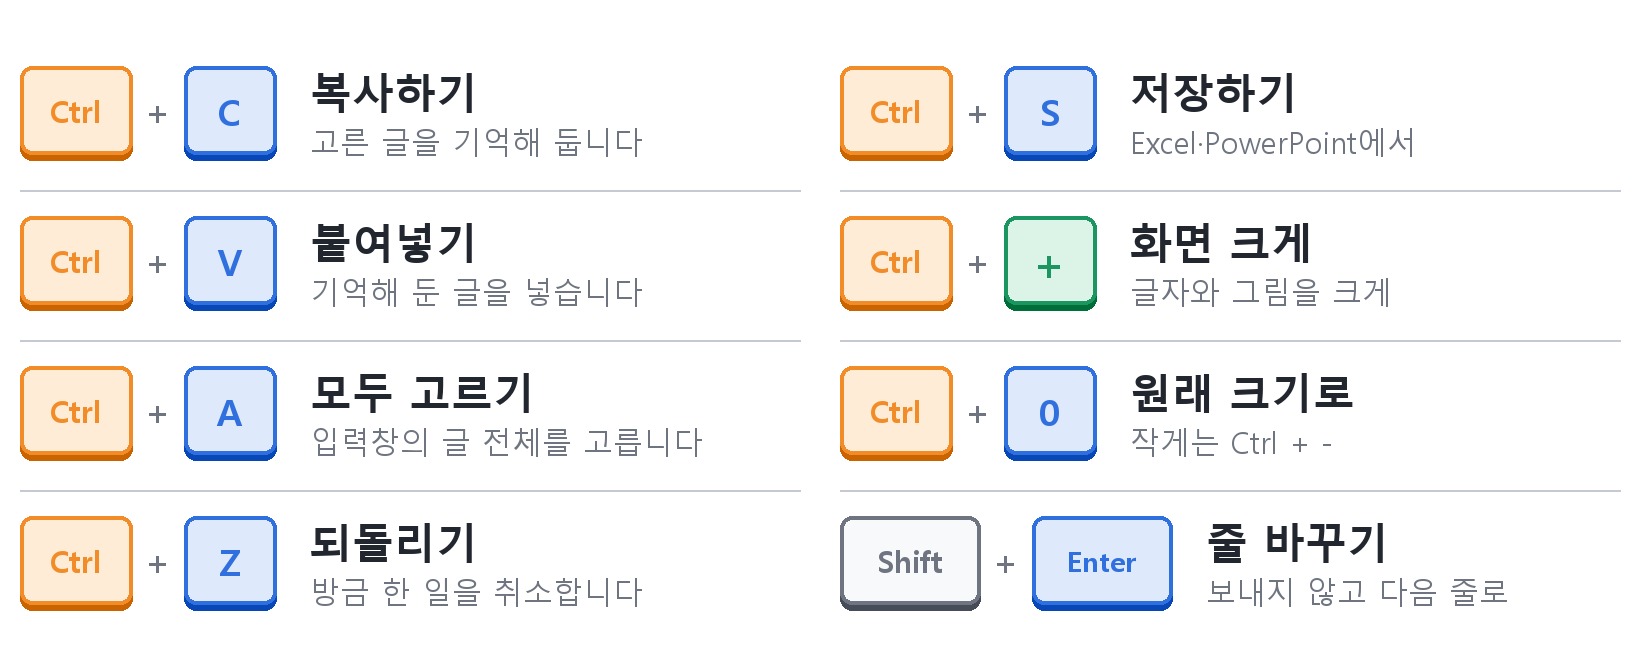 Ctrl + C 복사하기
고른 글을 기억해 둡니다
Ctrl + V 붙여넣기
기억해 둔 글을 넣습니다
Ctrl + A 모두 고르기
입력창의 글 전체를 고릅니다
Ctrl + Z 되돌리기
방금 한 일을 취소합니다
Ctrl + S 저장하기
Excel·PowerPoint에서
Ctrl + + 화면 크게
글자와 그림을 크게
Ctrl + 0 원래 크기로
작게는 Ctrl + -
Shift + Enter 줄 바꾸기
보내지 않고 다음 줄로